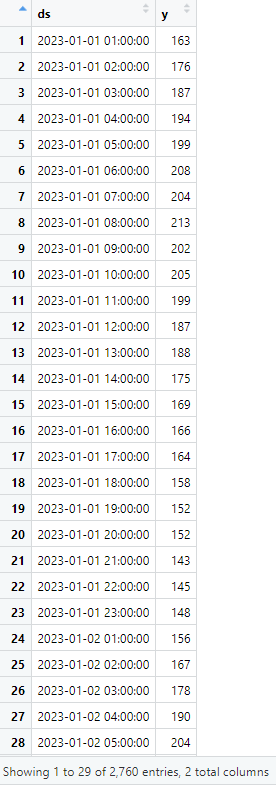 ds y
1 2023-01-01 01:00:00 163
2 2023-01-01 02:00:00 176
3 2023-01-01 03:00:00 187
4 2023-01-01 04:00:00 194
5 2023-01-01 05:00:00 199
6 2023-01-01 06:00:00 208
7 2023-01-01 07:00:00 204
8 2023-01-01 08:00:00 213
9 2023-01-01 09:00:00 202
10 2023-01-01 10:00:00 205
11 2023-01-01 11:00:00 199
12 2023-01-01 12:00:00 187
13 2023-01-01 13:00:00 188
14 2023-01-01 14:00:00 175
15 2023-01-01 15:00:00 169
16 2023-01-01 16:00:00 166
17 2023-01-01 17:00:00 164
18 2023-01-01 18:00:00 158
19 2023-01-01 19:00:00 152
20 2023-01-01 20:00:00 152
21 2023-01-01 21:00:00 143
22 2023-01-01 22:00:00 145
23 2023-01-01 23:00:00 148
24 2023-01-02 01:00:00 156
25 2023-01-02 02:00:00 167
26 2023-01-02 03:00:00 178
27 2023-01-02 04:00:00 190
28 2023-01-02 05:00:00 204
Showing 1 to 29 of 2,760 entries, 2 total columns